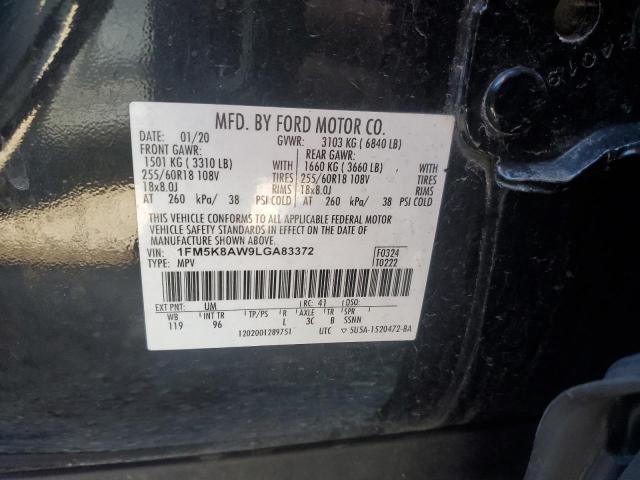 MFD. BY FORD MOTOR CO.
DATE: 01/20 GVWR: 3103 KG ( 6840 LB)
FRONT GAWR: REAR GAWR:
1501 KG ( 3310 LB) WITH 1660 KG ( 3660 LB) WITH
255/60R18 108V TIRES 255/60R18 108V TIRES
18x8.0J RIMS 18x8.0J RIMS
AT 260 kPa/ 38 PSI COLD AT 260 kPa/ 38 PSI COLD
THIS VEHICLE CONFORMS TO ALL APPLICABLE FEDERAL MOTOR
VEHICLE SAFETY STANDARDS IN EFFECT ON THE DATE OF
MANUFACTURE SHOWN ABOVE.
VIN: 1FM5K8AW9LGA83372 F0324
TYPE: MPV T0222
EXT PNT: UM RC: 41 DSO:
WB INT TR TP/PS R AXLE TR SPR
119 96 L 3C B SSNN
1202001289751 UTC ▽ 5U5A-1520472-BA